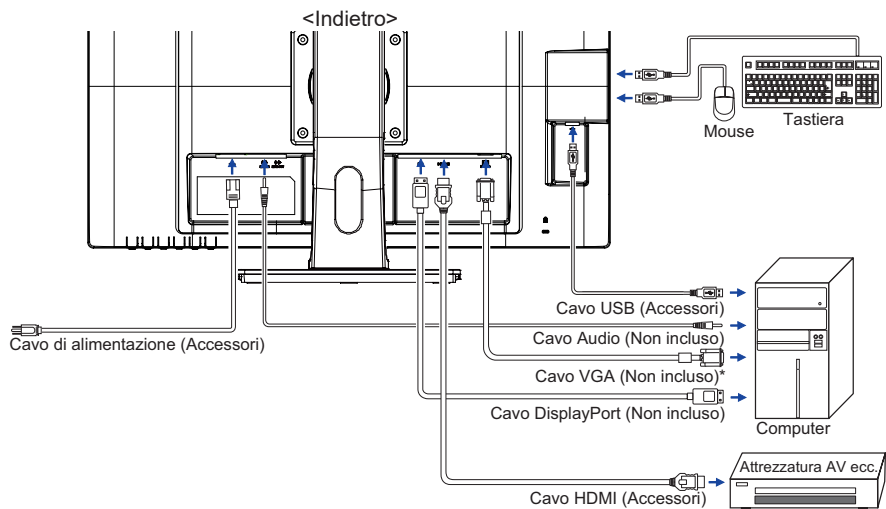 <Indietro>
Mouse
Tastiera
Cavo USB (Accessori)
Cavo di alimentazione (Accessori)
Cavo Audio (Non incluso)
Cavo VGA (Non incluso)*
Cavo DisplayPort (Non incluso)
Computer
Attrezzatura AV ecc.
Cavo HDMI (Accessori)